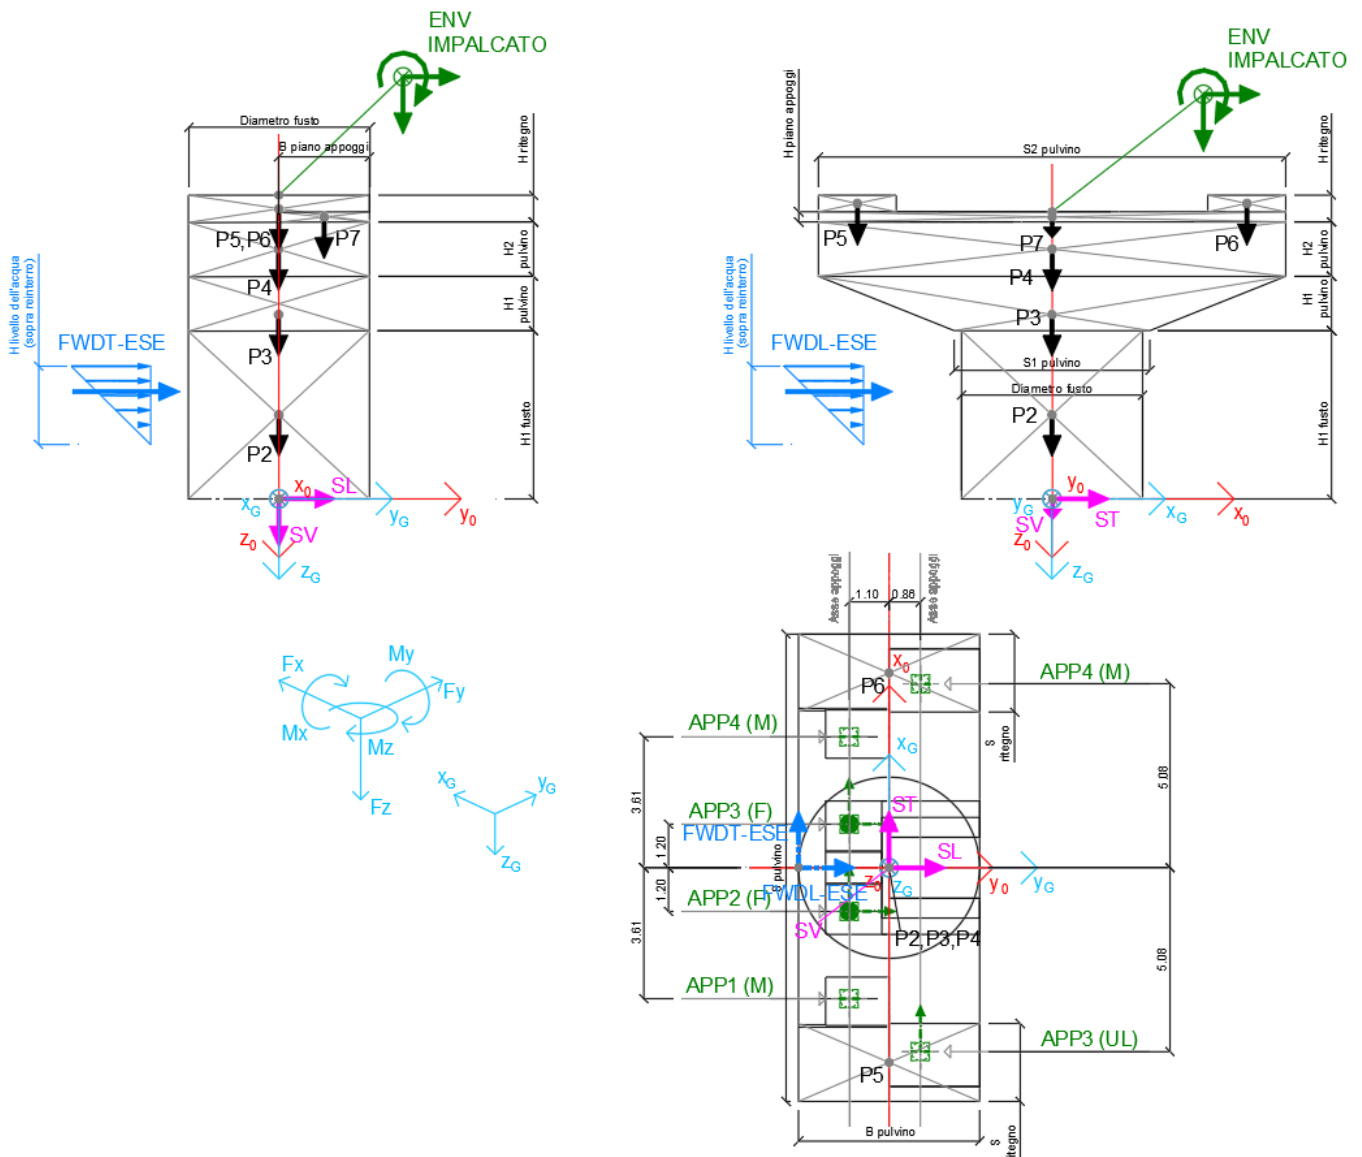 ENV
IMPALCATO
Diametro fusto
B piano appoggi
H ritegno
H2
pulvino
H1
pulvino
H1 fusto
P5,P6
P7
P4
P3
P2
H livello dell'acqua
(sopra reinterro)
FWDT-ESE
x0
xG
SL
yG
y0
SV
z0
zG
ENV
IMPALCATO
H piano appoggi
S2 pulvino
H ritegno
P5
P7
P6
H2
pulvino
P4
H1
pulvino
P3
S1 pulvino
Diametro fusto
P2
H1 fusto
H livello dell'acqua
(sopra reinterro)
FWDL-ESE
y0
yG
SV
ST
xG
x0
z0
zG
Fx
My
Fy
Mx
Mz
Fz
xG
yG
zG
Asse appoggi
Asse appoggi
1.10
0.86
x0
P6
APP4 (M)
APP4 (M)
S
ritegno
xG
3.61
5.08
APP3 (F)
ST
FWDT-ESE
1.20
B pulvino
SL
z0
zG
y0
yG
FWDL-ESE
1.20
APP2 (F)
SV
P2,P3,P4
3.61
5.08
APP1 (M)
APP3 (UL)
P5
B pulvino
S
ritegno